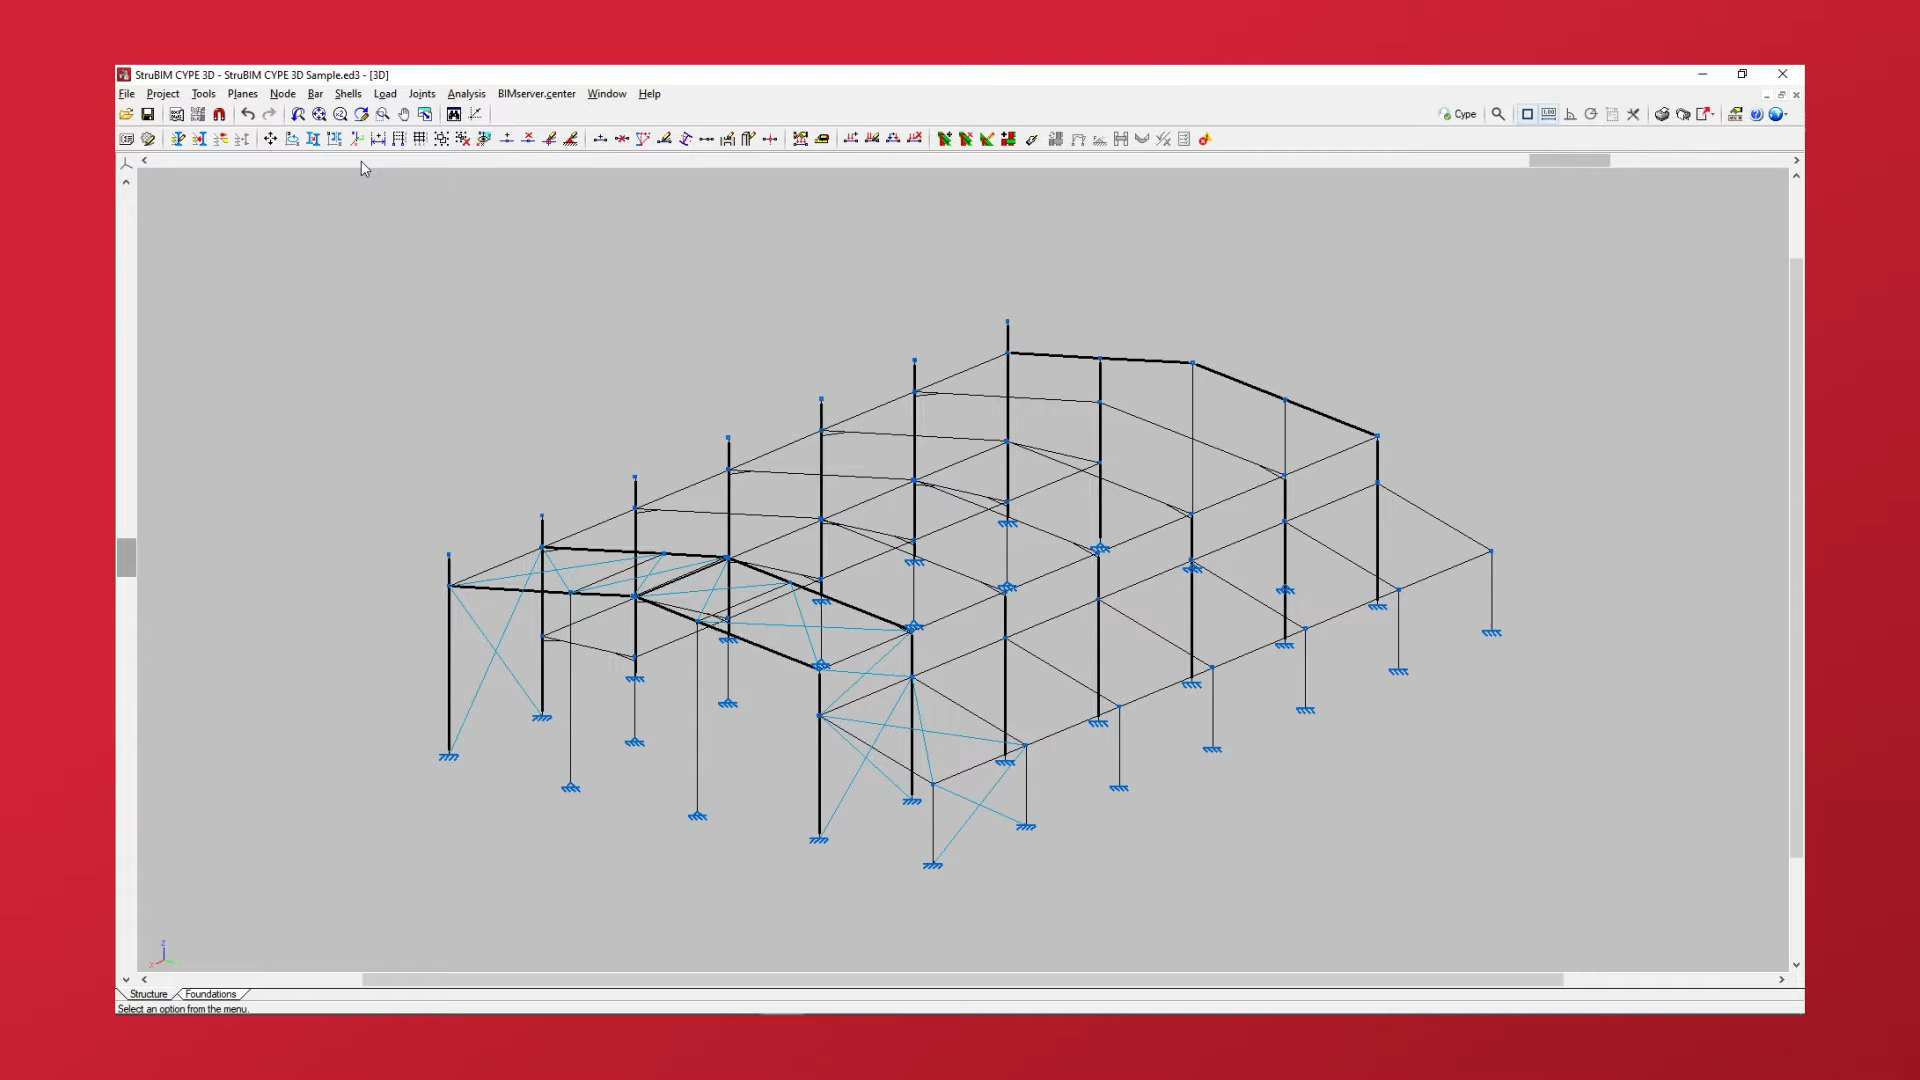 StruBIM CYPE 3D - StruBIM CYPE 3D Sample.ed3 - [3D]
File Project Tools Planes Node Bar Shells Load Joints Analysis BIMserver.center Window Help
Cype
Z
Structure Foundations
Select an option from the menu.